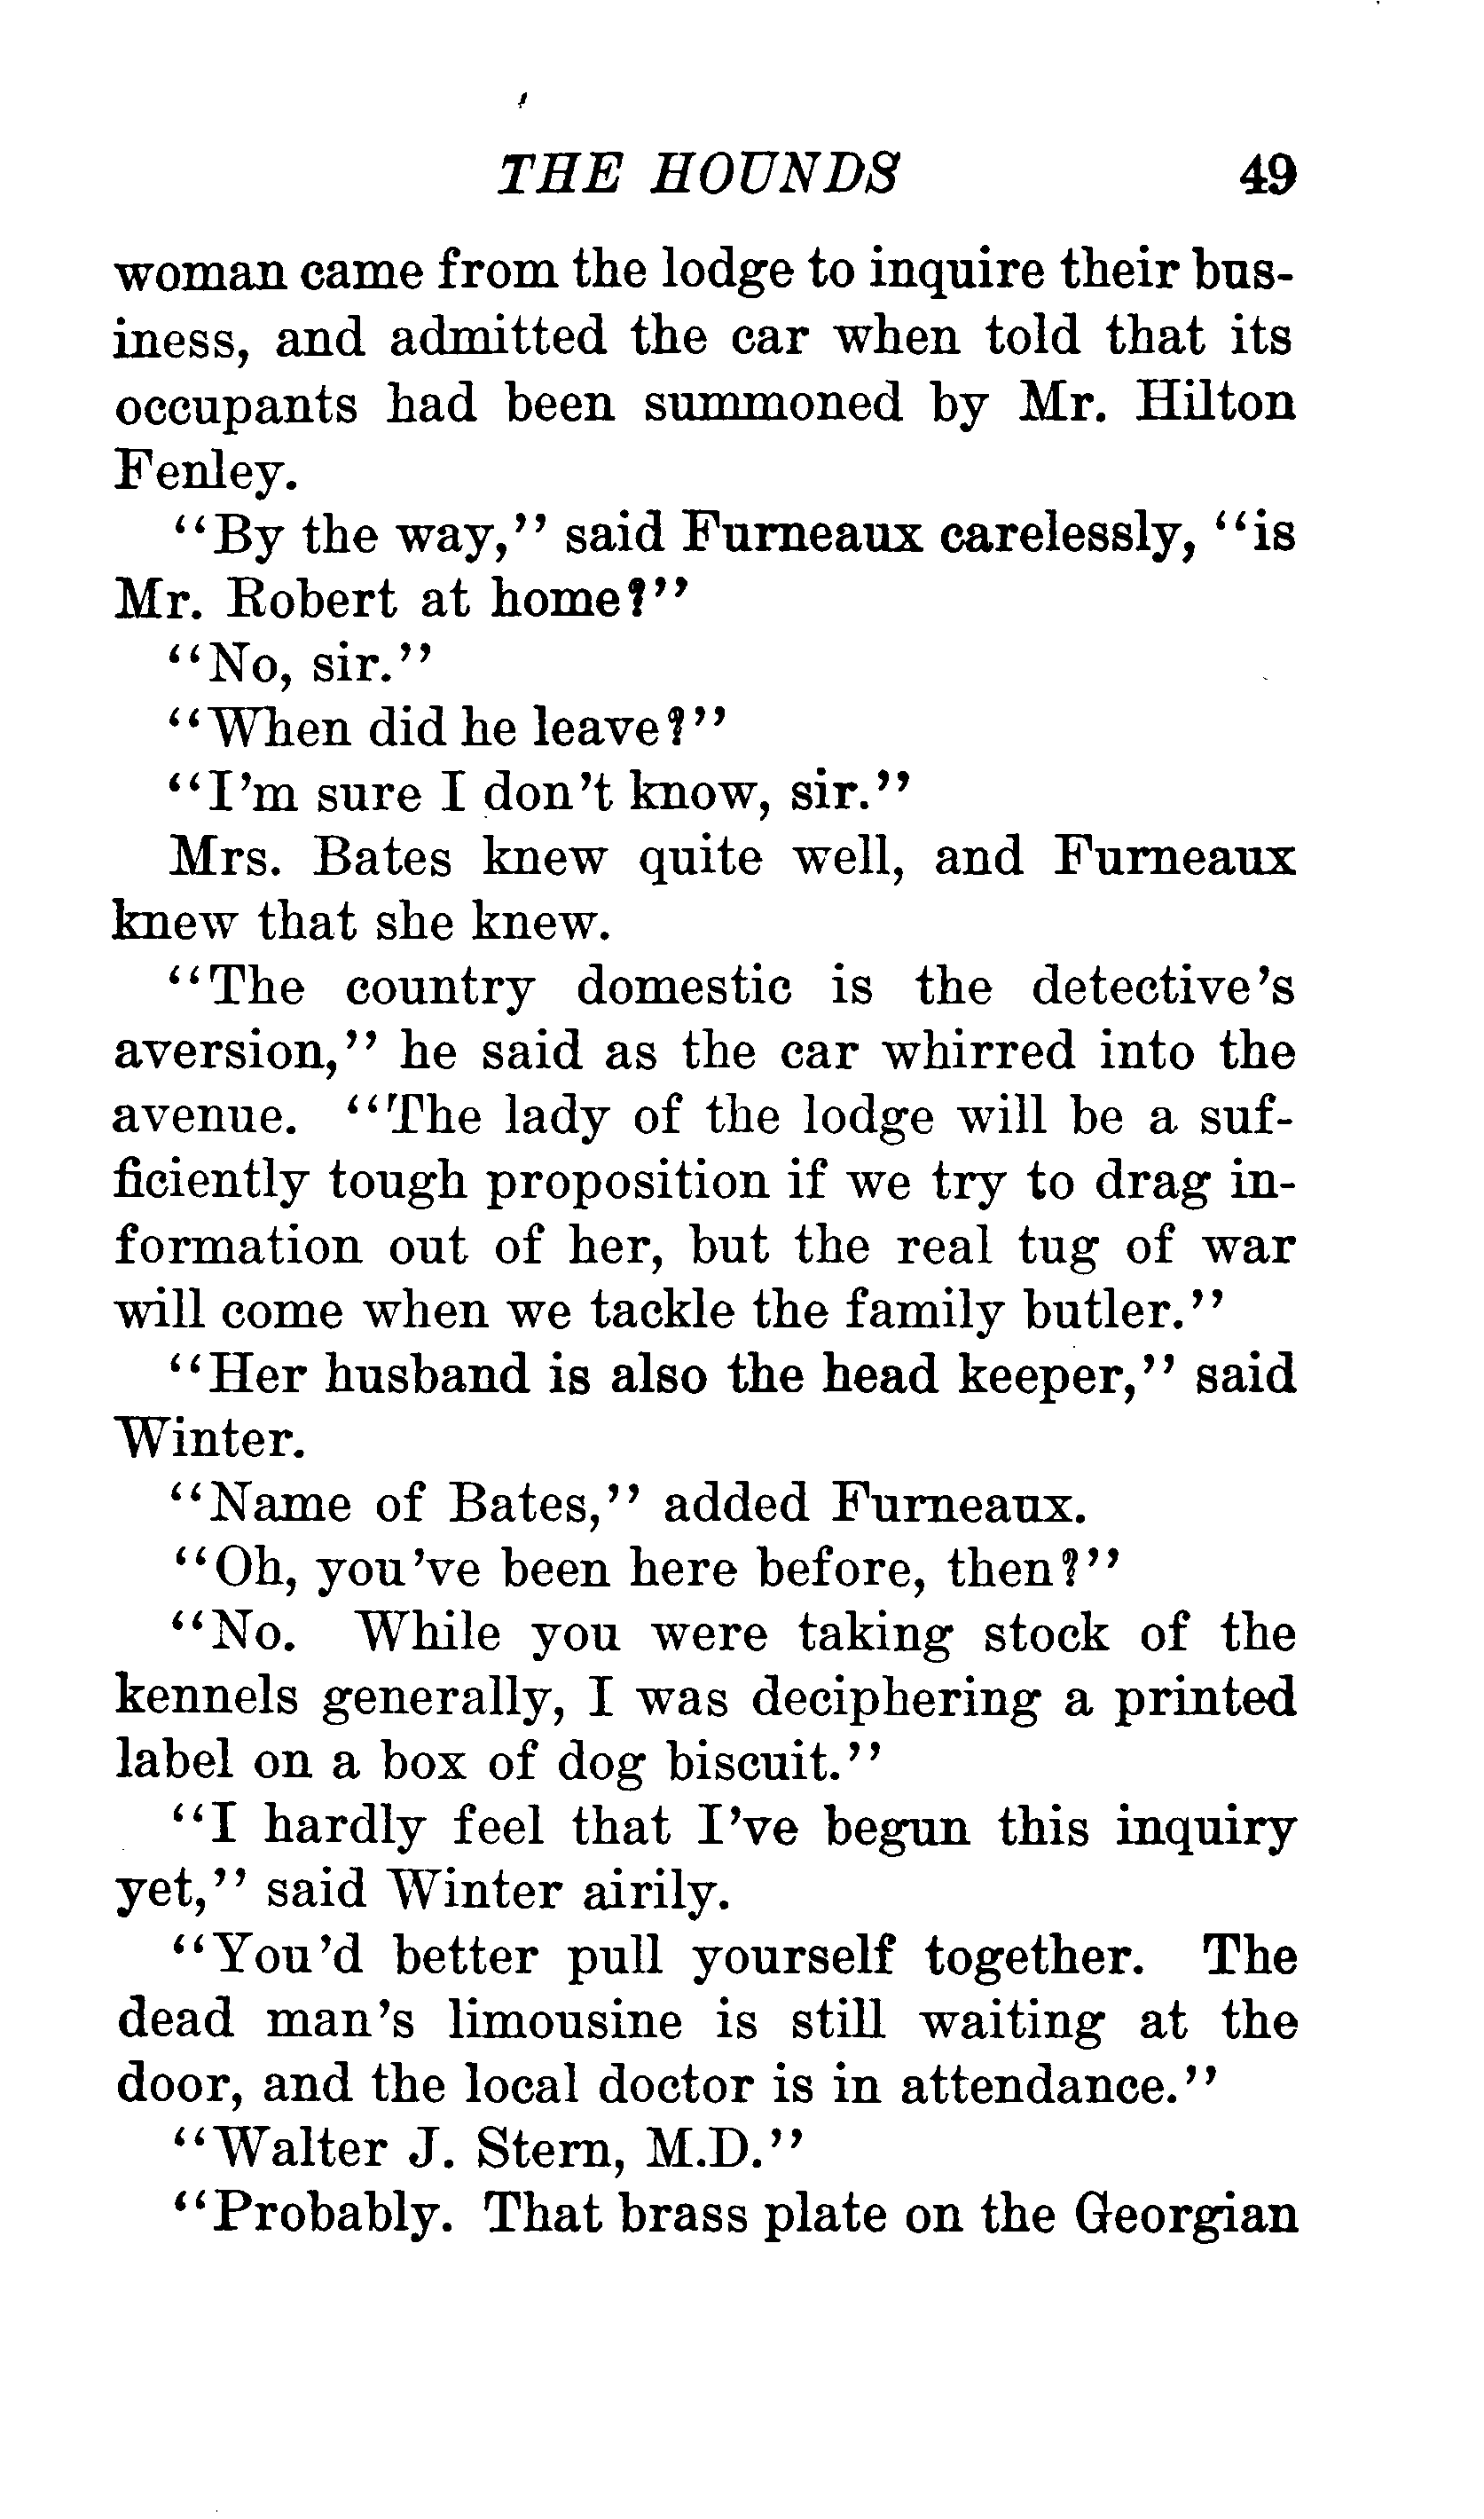 THE HOUNDS 49
woman came from the lodge to inquire their bus-
iness, and admitted the car when told that its
occupants had been summoned by Mr. Hilton
Fenley.
"By the way," said Furneaux carelessly, "is
Mr. Robert at home?"
"No, sir."
"When did he leave?"
"I'm sure I don't know, sir."
Mrs. Bates knew quite well, and Furneaux
knew that she knew.
"The country domestic is the detective's
aversion," he said as the car whirred into the
avenue. "The lady of the lodge will be a suf-
ficiently tough proposition if we try to drag in-
formation out of her, but the real tug of war
will come when we tackle the family butler."
"Her husband is also the head keeper," said
Winter.
"Name of Bates," added Furneaux.
"Oh, you've been here before, then?"
"No. While you were taking stock of the
kennels generally, I was deciphering a printed
label on a box of dog biscuit."
"I hardly feel that I've begun this inquiry
yet," said Winter airily.
"You'd better pull yourself together. The
dead man's limousine is still waiting at the
door, and the local doctor is in attendance."
"Walter J. Stern, M.D."
"Probably. That brass plate on the Georgian